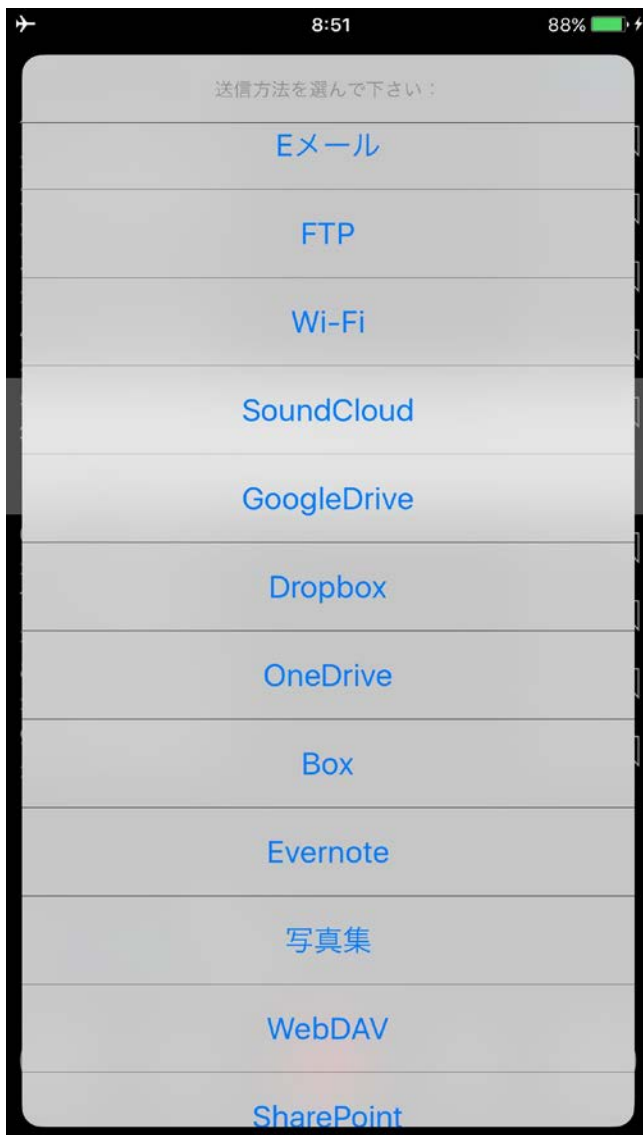 8:51
88%
送信方法を選んで下さい：
Eメール
FTP
Wi-Fi
SoundCloud
GoogleDrive
Dropbox
OneDrive
Box
Evernote
写真集
WebDAV
SharePoint